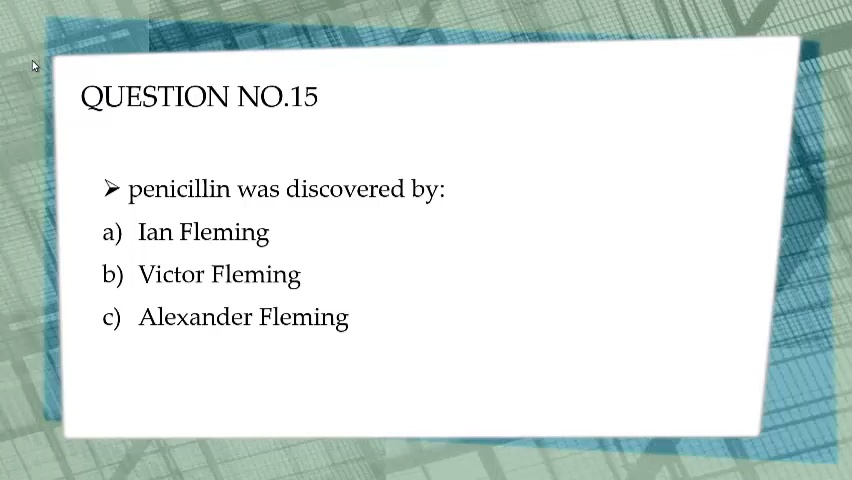 QUESTION NO.15
➢ penicillin was discovered by:
a) Ian Fleming
b) Victor Fleming
c) Alexander Fleming